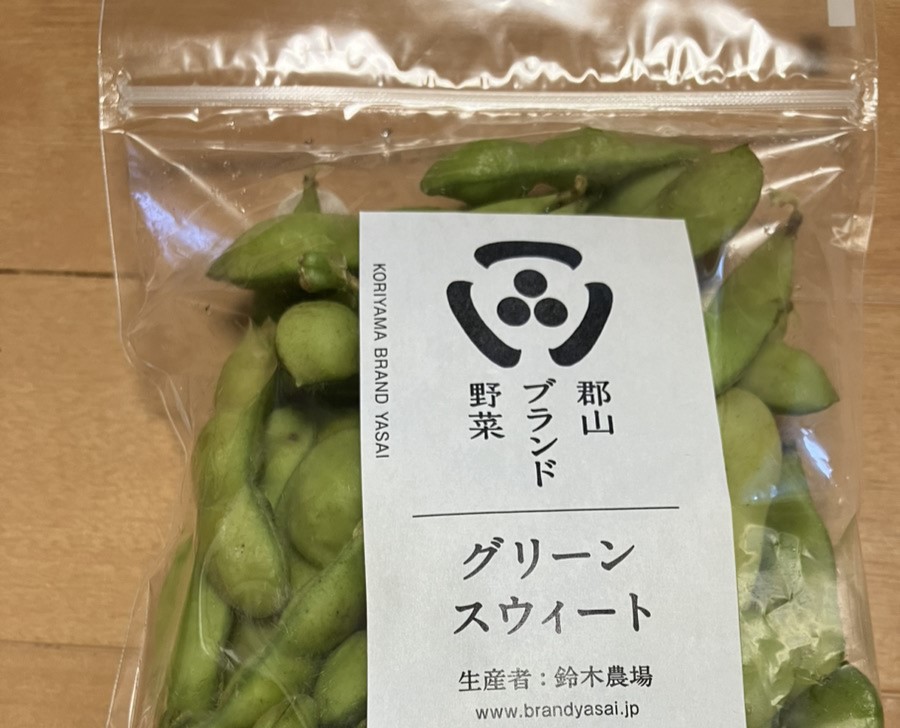 KORIYAMA BRAND YASAI
郡山
ブランド
野菜
グリーン
スウィート
生産者：鈴木農場
www.brandyasai.jp